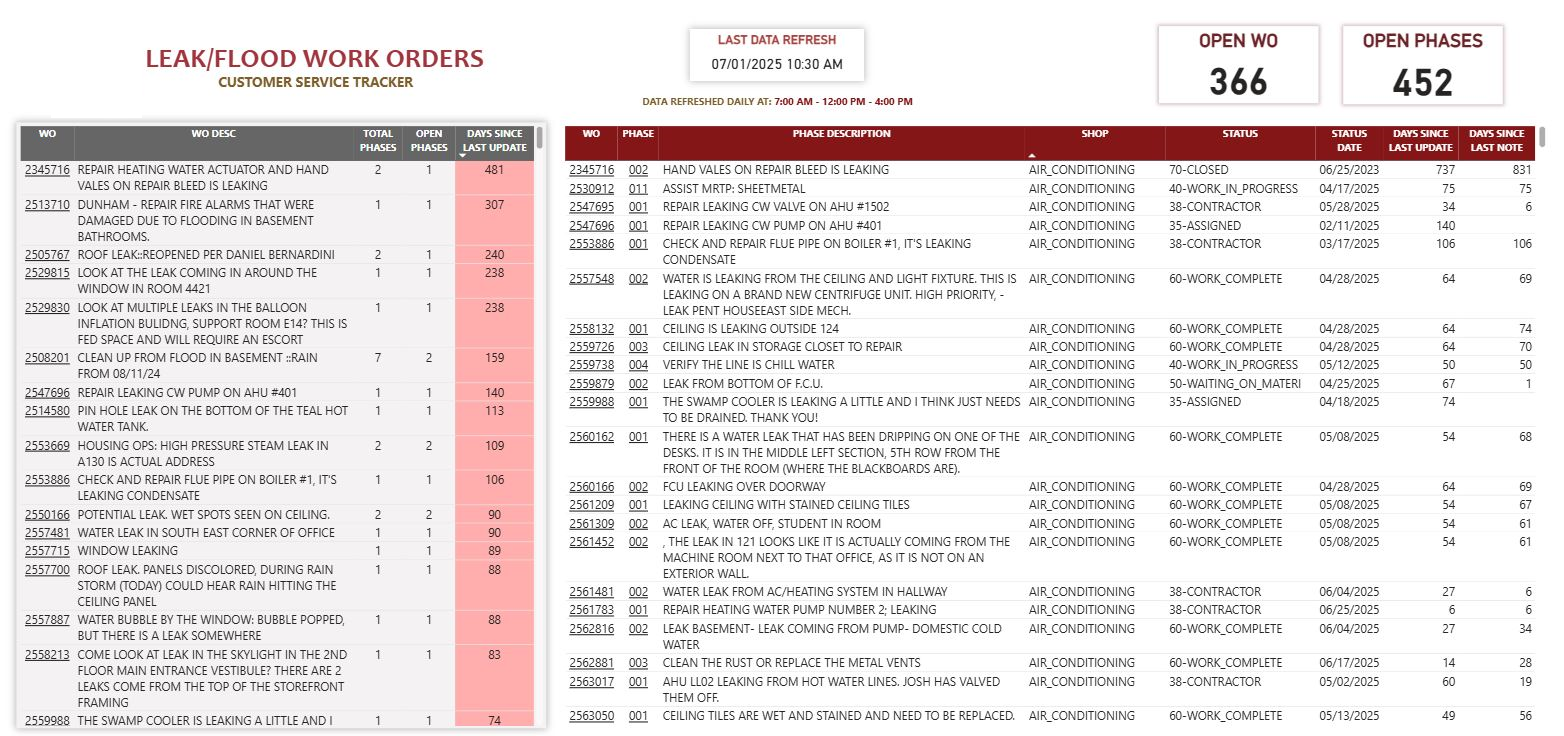 LEAK/FLOOD WORK ORDERS
CUSTOMER SERVICE TRACKER
LAST DATA REFRESH
07/01/2025 10:30 AM
DATA REFRESHED DAILY AT: 7:00 AM - 12:00 PM - 4:00 PM
OPEN WO
366
OPEN PHASES
452
WO WO DESC TOTAL PHASES OPEN PHASES DAYS SINCE LAST UPDATE
2345716 REPAIR HEATING WATER ACTUATOR AND HAND 2 1 481
VALES ON REPAIR BLEED IS LEAKING
2513710 DUNHAM - REPAIR FIRE ALARMS THAT WERE 1 1 307
DAMAGED DUE TO FLOODING IN BASEMENT
BATHROOMS.
2505767 ROOF LEAK::REOPENED PER DANIEL BERNARDINI 2 1 240
2529815 LOOK AT THE LEAK COMING IN AROUND THE 1 1 238
WINDOW IN ROOM 4421
2529830 LOOK AT MULTIPLE LEAKS IN THE BALLOON 1 1 238
INFLATION BULIDNG, SUPPORT ROOM E14? THIS IS
FED SPACE AND WILL REQUIRE AN ESCORT
2508201 CLEAN UP FROM FLOOD IN BASEMENT ::RAIN 7 2 159
FROM 08/11/24
2547696 REPAIR LEAKING CW PUMP ON AHU #401 1 1 140
2514580 PIN HOLE LEAK ON THE BOTTOM OF THE TEAL HOT 1 1 113
WATER TANK.
2553669 HOUSING OPS: HIGH PRESSURE STEAM LEAK IN 2 2 109
A130 IS ACTUAL ADDRESS
2553886 CHECK AND REPAIR FLUE PIPE ON BOILER #1, IT'S 1 1 106
LEAKING CONDENSATE
2550166 POTENTIAL LEAK. WET SPOTS SEEN ON CEILING. 2 2 90
2557481 WATER LEAK IN SOUTH EAST CORNER OF OFFICE 1 1 90
2557715 WINDOW LEAKING 1 1 89
2557700 ROOF LEAK. PANELS DISCOLORED, DURING RAIN 1 1 88
STORM (TODAY) COULD HEAR RAIN HITTING THE
CEILING PANEL
2557887 WATER BUBBLE BY THE WINDOW: BUBBLE POPPED, 1 1 88
BUT THERE IS A LEAK SOMEWHERE
2558213 COME LOOK AT LEAK IN THE SKYLIGHT IN THE 2ND 1 1 83
FLOOR MAIN ENTRANCE VESTIBULE? THERE ARE 2
LEAKS COME FROM THE TOP OF THE STOREFRONT
FRAMING
2559988 THE SWAMP COOLER IS LEAKING A LITTLE AND I 1 1 74
WO PHASE PHASE DESCRIPTION SHOP STATUS STATUS DATE DAYS SINCE LAST UPDATE DAYS SINCE LAST NOTE
2345716 002 HAND VALES ON REPAIR BLEED IS LEAKING AIR_CONDITIONING 70-CLOSED 06/25/2023 737 831
2530912 011 ASSIST MRTP: SHEETMETAL AIR_CONDITIONING 40-WORK_IN_PROGRESS 04/17/2025 75 75
2547695 001 REPAIR LEAKING CW VALVE ON AHU #1502 AIR_CONDITIONING 38-CONTRACTOR 05/28/2025 34 6
2547696 001 REPAIR LEAKING CW PUMP ON AHU #401 AIR_CONDITIONING 35-ASSIGNED 02/11/2025 140
2553886 001 CHECK AND REPAIR FLUE PIPE ON BOILER #1, IT'S LEAKING AIR_CONDITIONING 38-CONTRACTOR 03/17/2025 106 106
CONDENSATE
2557548 002 WATER IS LEAKING FROM THE CEILING AND LIGHT FIXTURE. THIS IS AIR_CONDITIONING 60-WORK_COMPLETE 04/28/2025 64 69
LEAKING ON A BRAND NEW CENTRIFUGE UNIT. HIGH PRIORITY, -
LEAK PENT HOUSEEAST SIDE MECH.
2558132 001 CEILING IS LEAKING OUTSIDE 124 AIR_CONDITIONING 60-WORK_COMPLETE 04/28/2025 64 74
2559726 003 CEILING LEAK IN STORAGE CLOSET TO REPAIR AIR_CONDITIONING 60-WORK_COMPLETE 04/28/2025 64 70
2559738 004 VERIFY THE LINE IS CHILL WATER AIR_CONDITIONING 40-WORK_IN_PROGRESS 05/12/2025 50 50
2559879 002 LEAK FROM BOTTOM OF F.C.U. AIR_CONDITIONING 50-WAITING_ON_MATERI 04/25/2025 67 1
2559988 001 THE SWAMP COOLER IS LEAKING A LITTLE AND I THINK JUST NEEDS AIR_CONDITIONING 35-ASSIGNED 04/18/2025 74
TO BE DRAINED. THANK YOU!
2560162 001 THERE IS A WATER LEAK THAT HAS BEEN DRIPPING ON ONE OF THE AIR_CONDITIONING 60-WORK_COMPLETE 05/08/2025 54 68
DESKS. IT IS IN THE MIDDLE LEFT SECTION, 5TH ROW FROM THE
FRONT OF THE ROOM (WHERE THE BLACKBOARDS ARE).
2560166 002 FCU LEAKING OVER DOORWAY AIR_CONDITIONING 60-WORK_COMPLETE 04/28/2025 64 69
2561209 001 LEAKING CEILING WITH STAINED CEILING TILES AIR_CONDITIONING 60-WORK_COMPLETE 05/08/2025 54 67
2561309 002 AC LEAK, WATER OFF, STUDENT IN ROOM AIR_CONDITIONING 60-WORK_COMPLETE 05/08/2025 54 61
2561452 002 , THE LEAK IN 121 LOOKS LIKE IT IS ACTUALLY COMING FROM THE AIR_CONDITIONING 60-WORK_COMPLETE 05/08/2025 54 61
MACHINE ROOM NEXT TO THAT OFFICE, AS IT IS NOT ON AN
EXTERIOR WALL.
2561481 002 WATER LEAK FROM AC/HEATING SYSTEM IN HALLWAY AIR_CONDITIONING 38-CONTRACTOR 06/04/2025 27 6
2561783 001 REPAIR HEATING WATER PUMP NUMBER 2; LEAKING AIR_CONDITIONING 38-CONTRACTOR 06/25/2025 6 6
2562816 002 LEAK BASEMENT- LEAK COMING FROM PUMP- DOMESTIC COLD AIR_CONDITIONING 60-WORK_COMPLETE 06/04/2025 27 34
WATER
2562881 003 CLEAN THE RUST OR REPLACE THE METAL VENTS AIR_CONDITIONING 60-WORK_COMPLETE 06/17/2025 14 28
2563017 001 AHU LL02 LEAKING FROM HOT WATER LINES. JOSH HAS VALVED AIR_CONDITIONING 38-CONTRACTOR 05/02/2025 60 19
THEM OFF.
2563050 001 CEILING TILES ARE WET AND STAINED AND NEED TO BE REPLACED. AIR_CONDITIONING 60-WORK_COMPLETE 05/13/2025 49 56